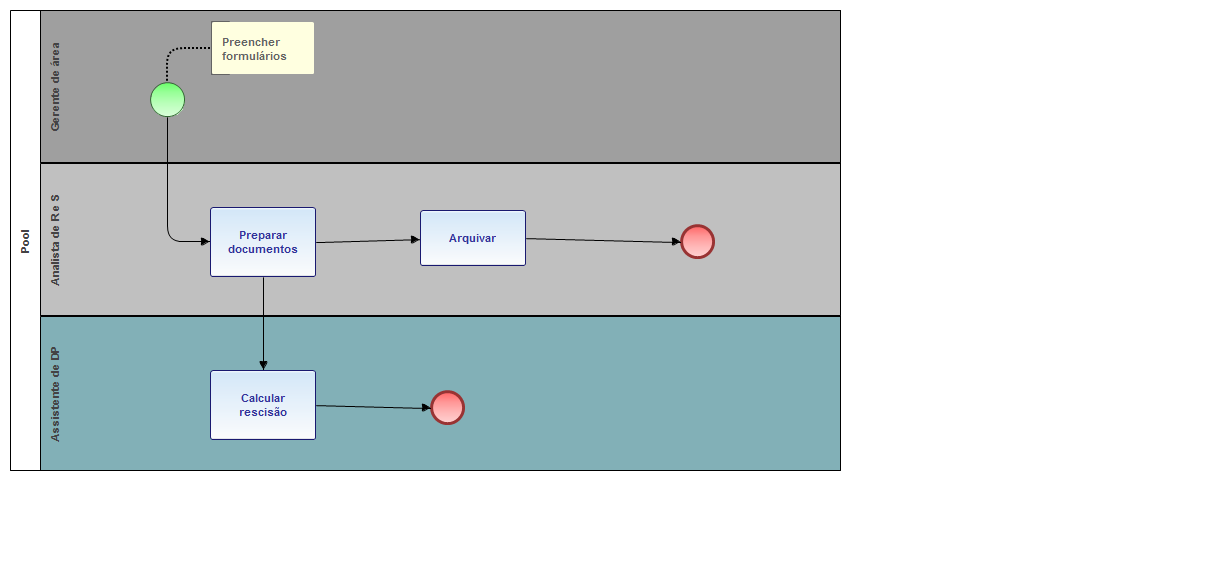 Pool
Gerente de área
Preencher
formulários
Analista de R e S
Preparar
documentos
Arquivar
Assistente de DP
Calcular
rescisão